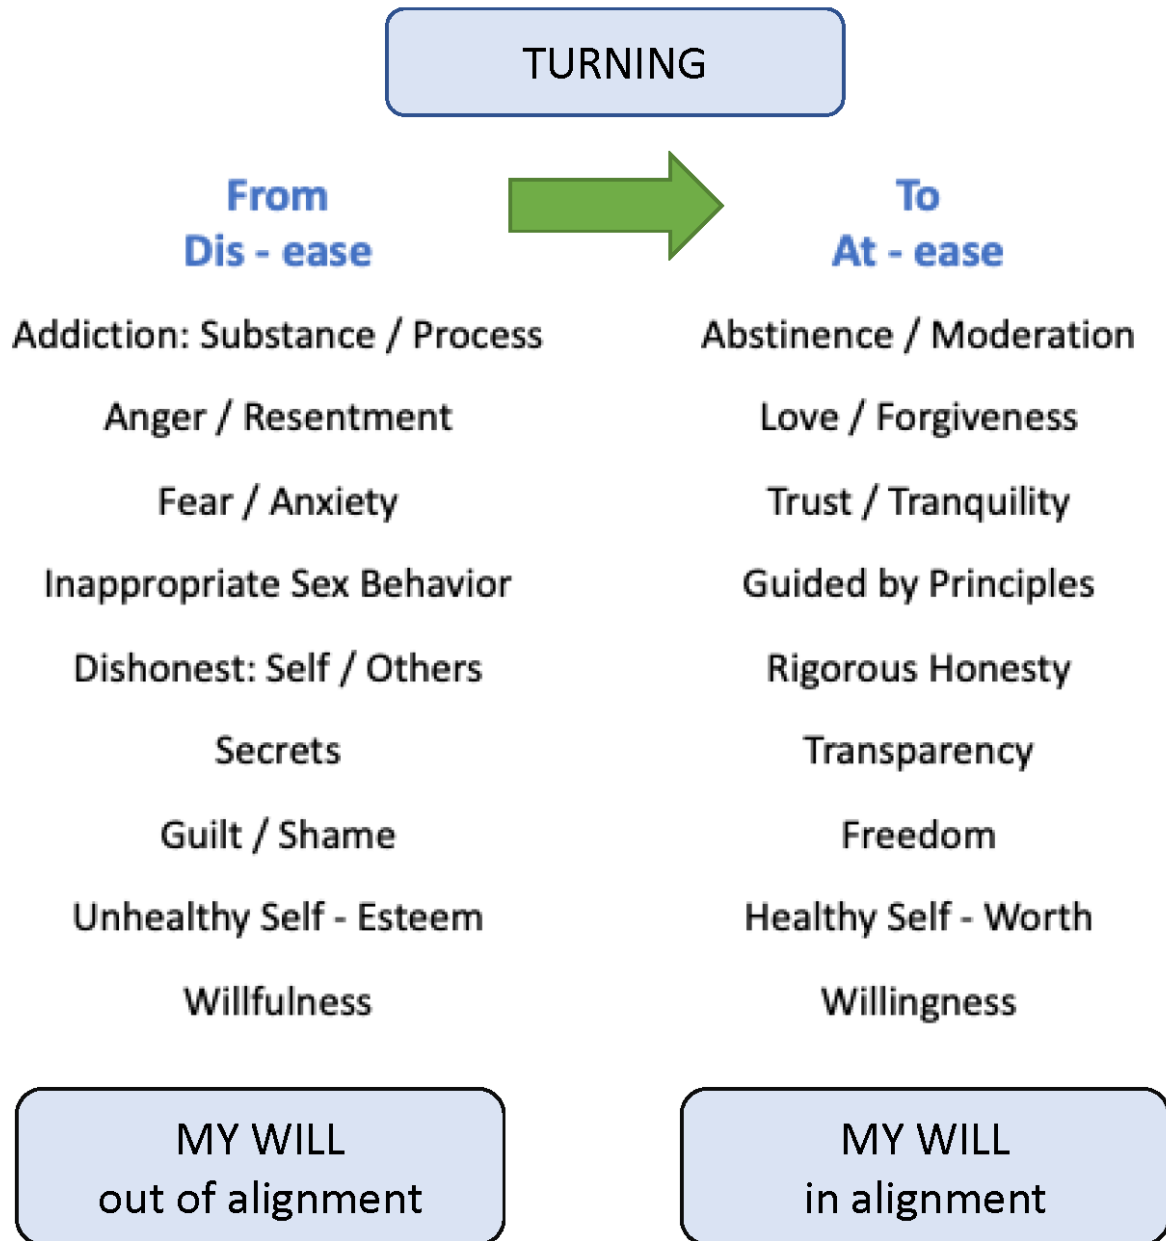 TURNING
From
Dis - ease
To
At - ease
Addiction: Substance / Process
Abstinence / Moderation
Anger / Resentment
Love / Forgiveness
Fear / Anxiety
Trust / Tranquility
Inappropriate Sex Behavior
Guided by Principles
Dishonest: Self / Others
Rigorous Honesty
Secrets
Transparency
Guilt / Shame
Freedom
Unhealthy Self - Esteem
Healthy Self - Worth
Willfulness
Willingness
MY WILL
out of alignment
MY WILL
in alignment